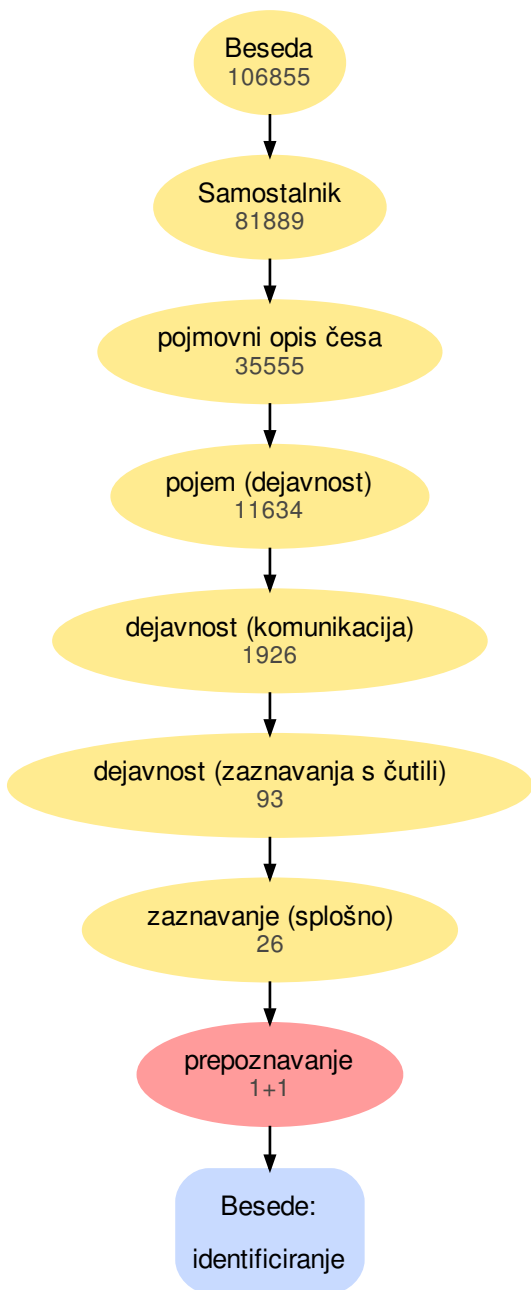 Beseda
106855
Samostalnik
81889
pojmovni opis česa
35555
pojem (dejavnost)
11634
dejavnost (komunikacija)
1926
dejavnost (zaznavanja s čutili)
93
zaznavanje (splošno)
26
prepoznavanje
1+1
Besede:
identificiranje